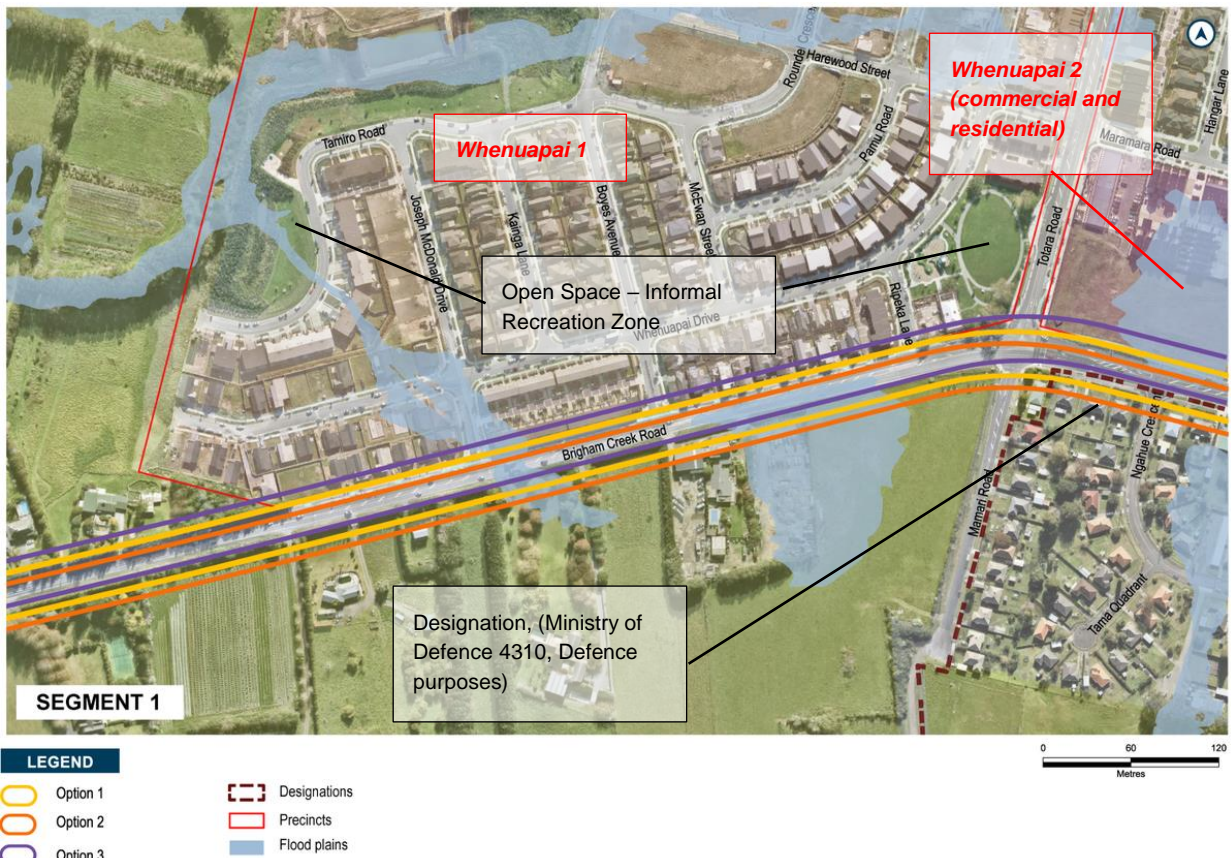 Rounde Crescen
Harewood Street
Hangar Lane
Whenuapai 2
(commercial and
residential)
Tamiro Road
Whenuapai 1
Pamu Road
Maramara Road
Joseph McDonald Drive
Kainga Lane
Boyes Avenue
McEwan Street
Totara Road
Open Space – Informal
Recreation Zone
Whenuapai Drive
Ripeka Lane
Brigham Creek Road
Mamari Road
Ngahue Crescent
Tama Quadrant
Designation, (Ministry of
Defence 4310, Defence
purposes)
SEGMENT 1
LEGEND
Option 1
Option 2
Option 3
Designations
Precincts
Flood plains
0 60 120
Metres